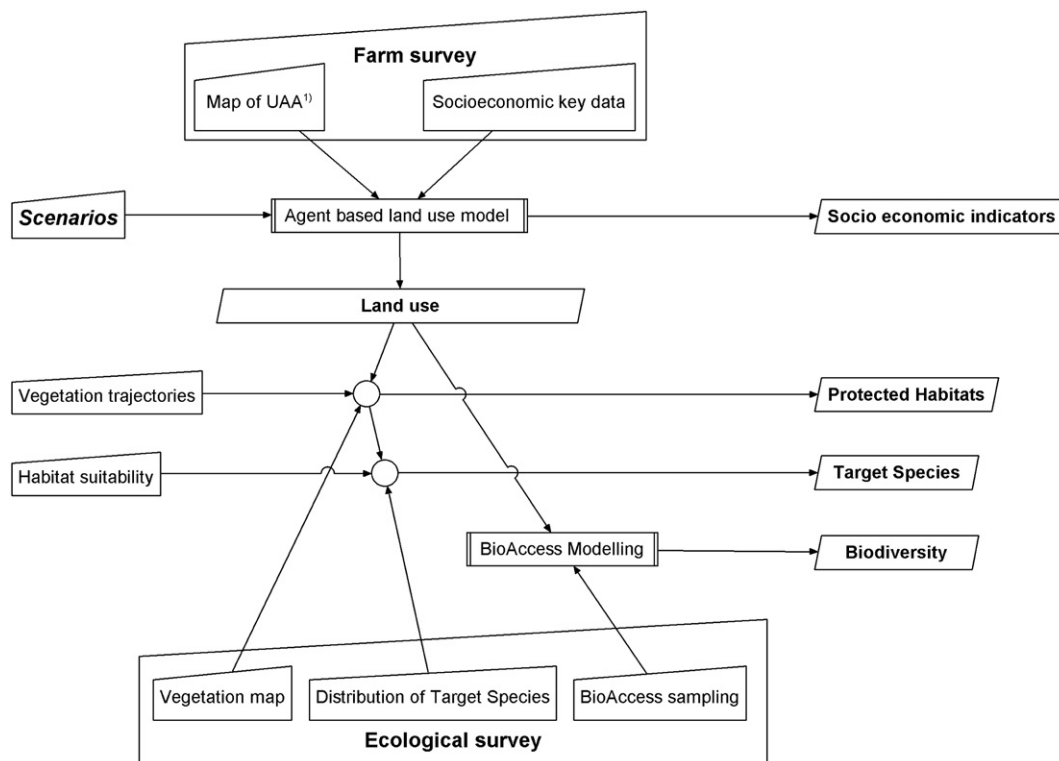 Farm survey
Map of UAA1)
Socioeconomic key data
Scenarios
Agent based land use model
Socio economic indicators
Land use
Vegetation trajectories
Protected Habitats
Habitat suitability
Target Species
BioAccess Modelling
Biodiversity
Vegetation map
Distribution of Target Species
BioAccess sampling
Ecological survey